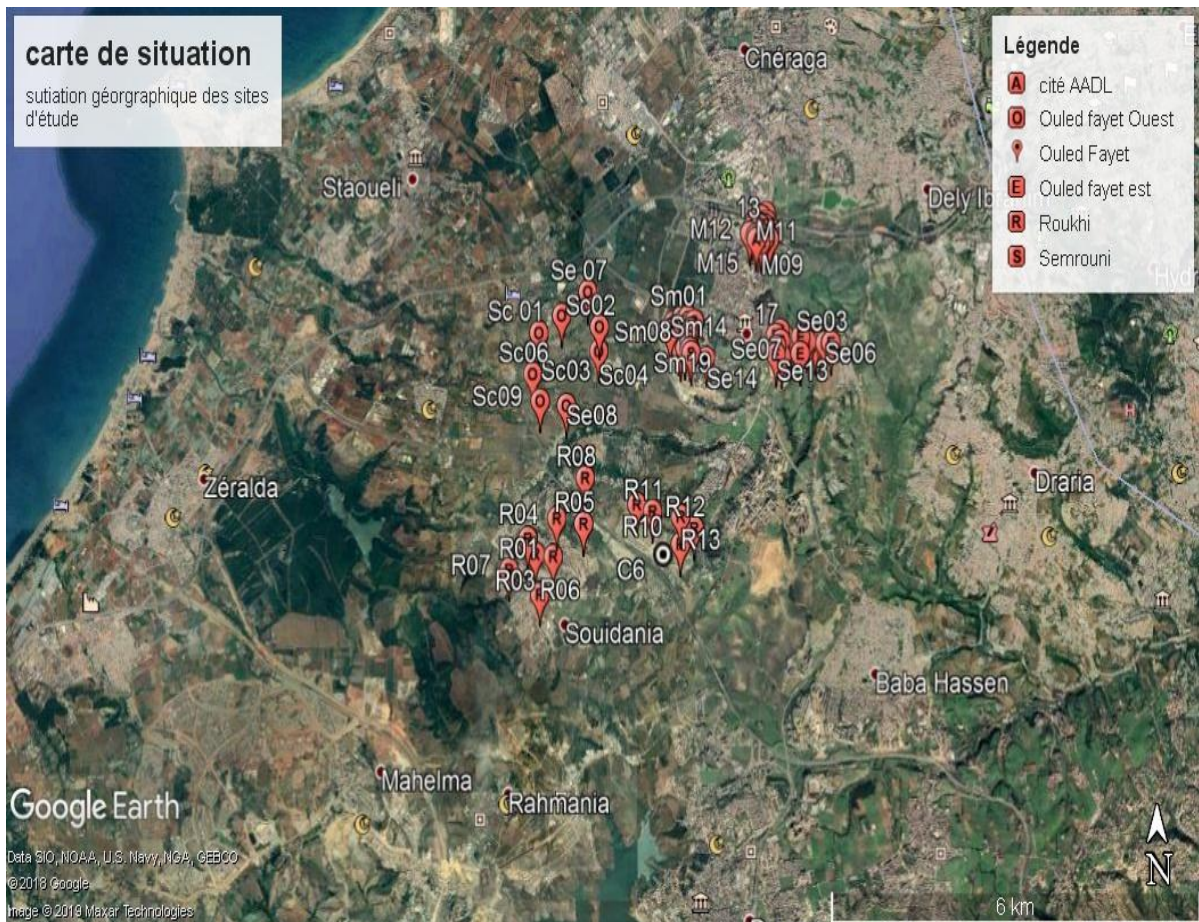 carte de situation
sutiation géorgraphique des sites
d'étude
Légende
A cité AADL
O Ouled fayet Ouest
Ouled Fayet
E Ouled fayet est
R Roukhi
S Semrouni
Chéraga
Staoueli
Dely
13
M12
M11
M15
M09
Se 07
Sc 01
Sc02
Sm01
Sm08
Sm14
17
Se03
Sc06
Sc03
Sc04
Sm19
Se07
Se06
Se14
Se13
Sc09
Se08
R08
Zéralda
Draria
R04
R05
R11
R12
R10
R13
R07
R01
R03
R06
C6
Souidania
Baba Hassen
Mahelma
Rahmania
Google Earth
Data SIO, NOAA, U.S. Navy, NGA, GEBCO
© 2018 Google
Image © 2019 Maxar Technologies
N
6 km